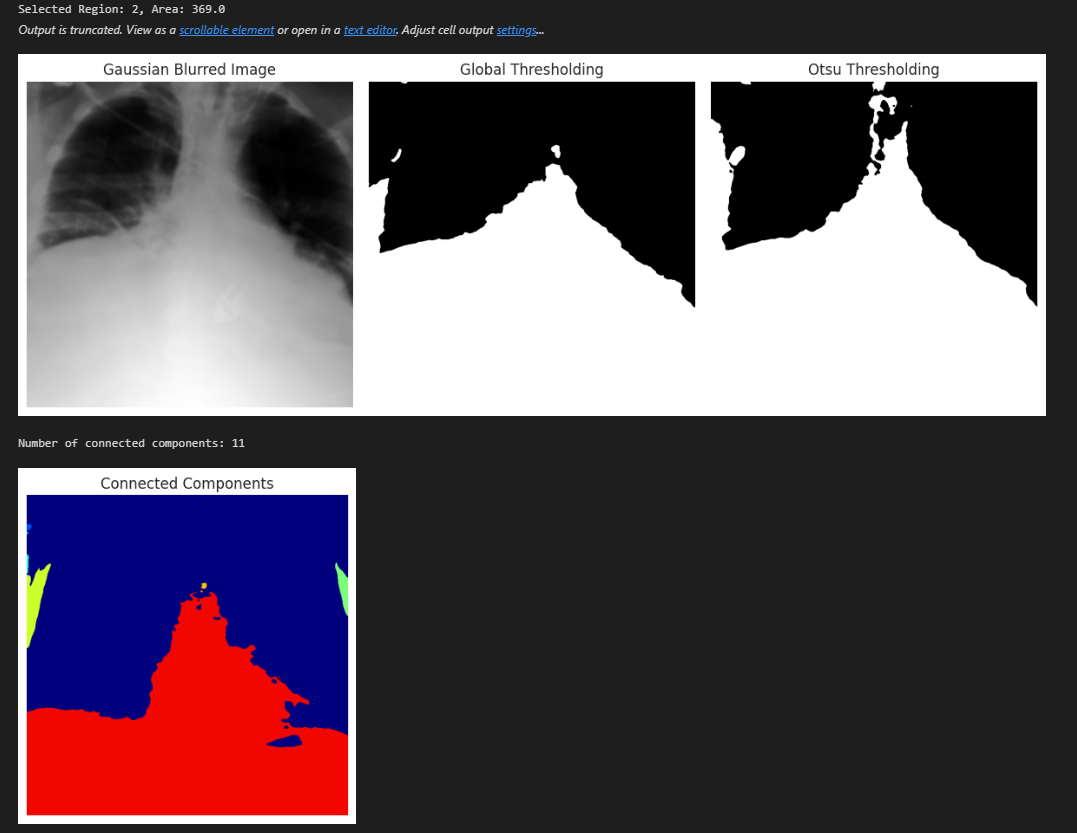 Selected Region: 2, Area: 369.0
Output is truncated. View as a scrollable element or open in a text editor. Adjust cell output settings...
Gaussian Blurred Image
Global Thresholding
Otsu Thresholding
Number of connected components: 11
Connected Components